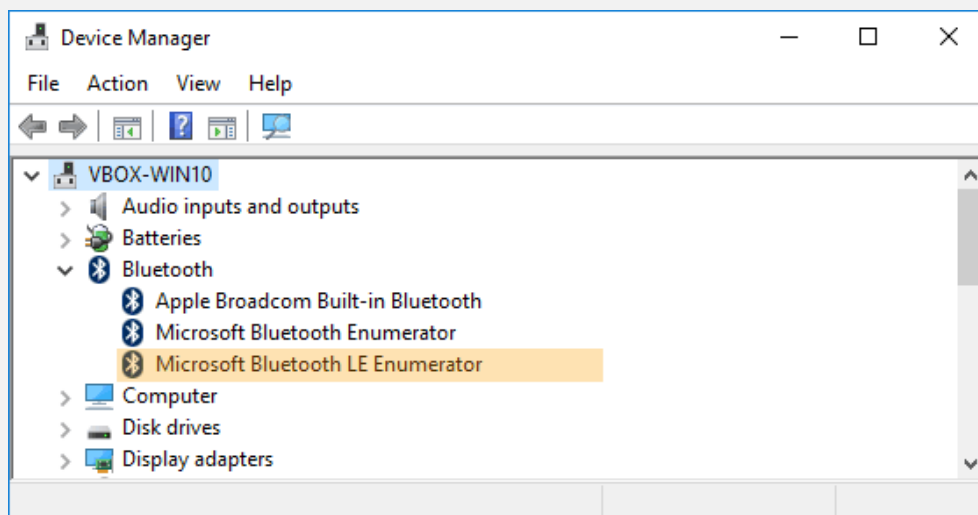 Device Manager
File Action View Help
VBOX-WIN10
Audio inputs and outputs
Batteries
Bluetooth
Apple Broadcom Built-in Bluetooth
Microsoft Bluetooth Enumerator
Microsoft Bluetooth LE Enumerator
Computer
Disk drives
Display adapters